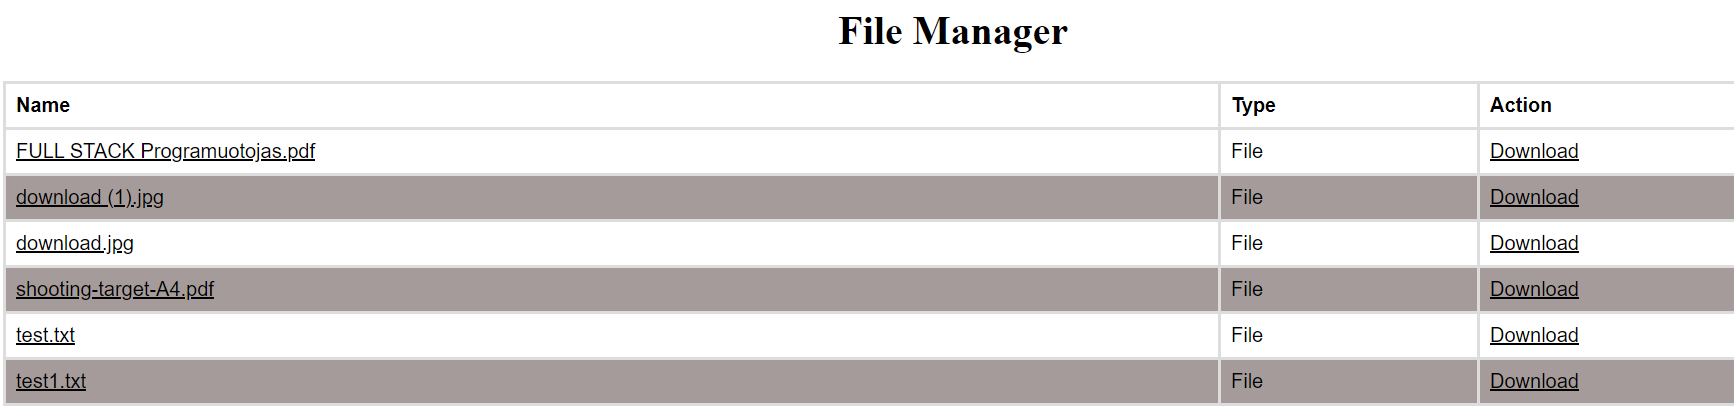 File Manager
Name Type Action
FULL STACK Programuotojas.pdf File Download
download (1).jpg File Download
download.jpg File Download
shooting-target-A4.pdf File Download
test.txt File Download
test1.txt File Download